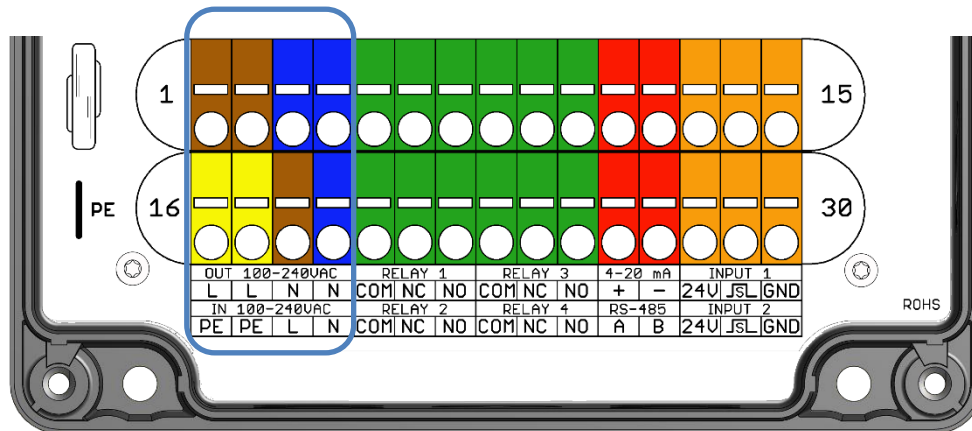 1 15
PE 16 30
OUT 100-240VAC RELAY 1 RELAY 3 4-20 mA INPUT 1
L L N N COM NC NO COM NC NO + - 24V S GND
IN 100-240VAC RELAY 2 RELAY 4 RS-485 INPUT 2
PE PE L N COM NC NO COM NC NO A B 24V S GND
ROHS